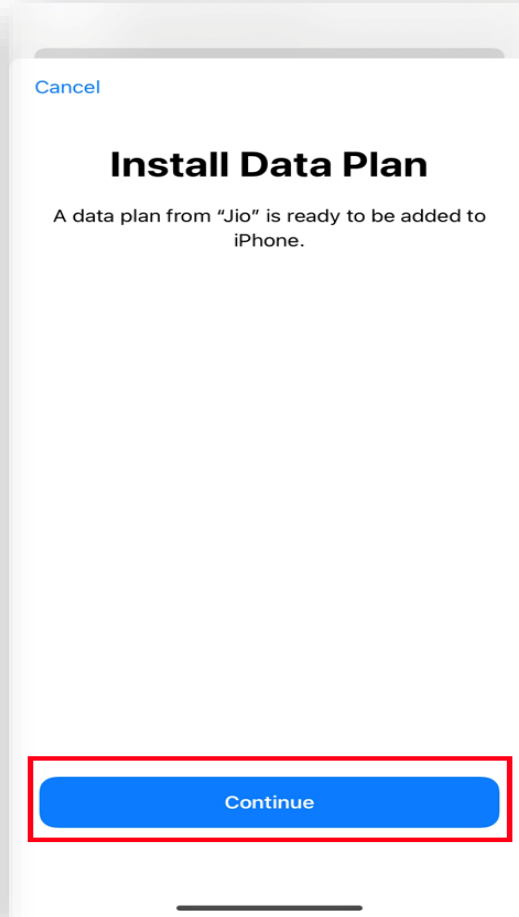 Cancel
Install Data Plan
A data plan from “Jio” is ready to be added to
iPhone.
Continue